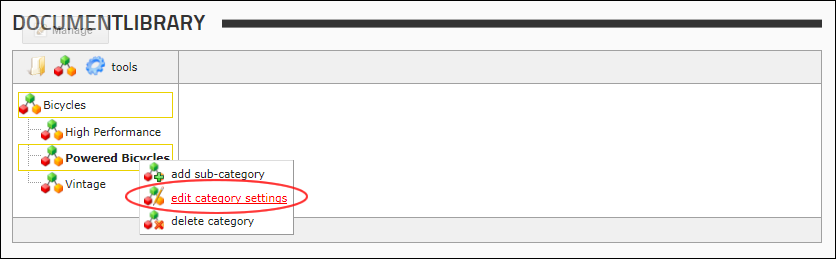 DOCUMENTLIBRARY
Manage
tools
Bicycles
High Performance
Powered Bicycles
Vintage
add sub-category
edit category settings
delete category